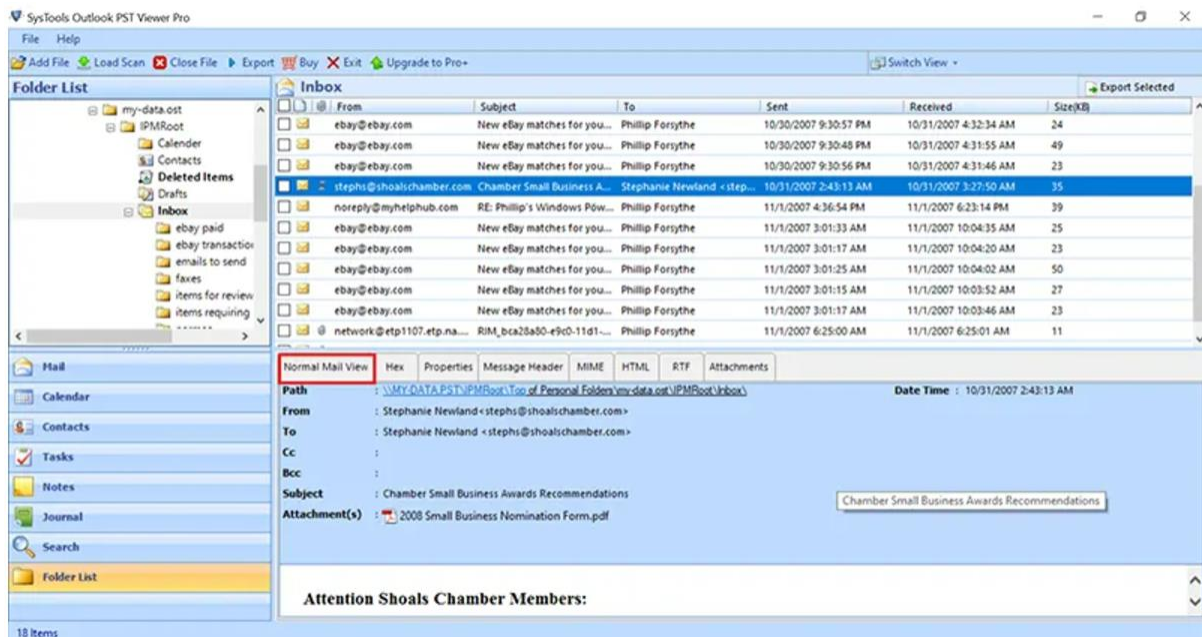 SysTools Outlook PST Viewer Pro
File Help
Add File Load Scan Close File Export Buy Exit Upgrade to Pro+ Switch View
Folder List
my-data.ost
IPMRoot
Calender
Contacts
Deleted Items
Drafts
Inbox
ebay paid
ebay transaction
emails to send
faxes
items for review
items requiring
Mail
Calendar
Contacts
Tasks
Notes
Journal
Search
Folder List
Inbox Export Selected
From Subject To Sent Received Size(KB)
ebay@ebay.com New eBay matches for you... Phillip Forsythe 10/30/2007 9:30:57 PM 10/31/2007 4:32:34 AM 24
ebay@ebay.com New eBay matches for you... Phillip Forsythe 10/30/2007 9:30:48 PM 10/31/2007 4:31:55 AM 49
ebay@ebay.com New eBay matches for you... Phillip Forsythe 10/30/2007 9:30:56 PM 10/31/2007 4:31:46 AM 23
stephs@shoalschamber.com Chamber Small Business A... Stephanie Newland <step... 10/31/2007 2:43:13 AM 10/31/2007 3:27:50 AM 35
noreply@myhelphub.com RE: Phillip's Windows Pow... Phillip Forsythe 11/1/2007 4:36:54 PM 11/1/2007 6:23:14 PM 39
ebay@ebay.com New eBay matches for you... Phillip Forsythe 11/1/2007 3:01:33 AM 11/1/2007 10:04:35 AM 25
ebay@ebay.com New eBay matches for you... Phillip Forsythe 11/1/2007 3:01:17 AM 11/1/2007 10:04:20 AM 23
ebay@ebay.com New eBay matches for you... Phillip Forsythe 11/1/2007 3:01:25 AM 11/1/2007 10:04:02 AM 50
ebay@ebay.com New eBay matches for you... Phillip Forsythe 11/1/2007 3:01:15 AM 11/1/2007 10:03:52 AM 27
ebay@ebay.com New eBay matches for you... Phillip Forsythe 11/1/2007 3:01:17 AM 11/1/2007 10:03:46 AM 23
network@etp1107.etp.na.... RIM_bca28a80-e9c0-11d1-... Phillip Forsythe 11/1/2007 6:25:00 AM 11/1/2007 6:25:01 AM 11
Normal Mail View Hex Properties Message Header MIME HTML RTF Attachments
Path : \\MY-DATA.PST\IPMRoot\Top of Personal Folders\my-data.ost\IPMRoot\Inbox\ Date Time : 10/31/2007 2:43:13 AM
From : Stephanie Newland<stephs@shoalschamber.com>
To : Stephanie Newland <stephs@shoalschamber.com>
Cc :
Bcc :
Subject : Chamber Small Business Awards Recommendations
Chamber Small Business Awards Recommendations
Attachment(s) : 2008 Small Business Nomination Form.pdf
Attention Shoals Chamber Members:
18 Items